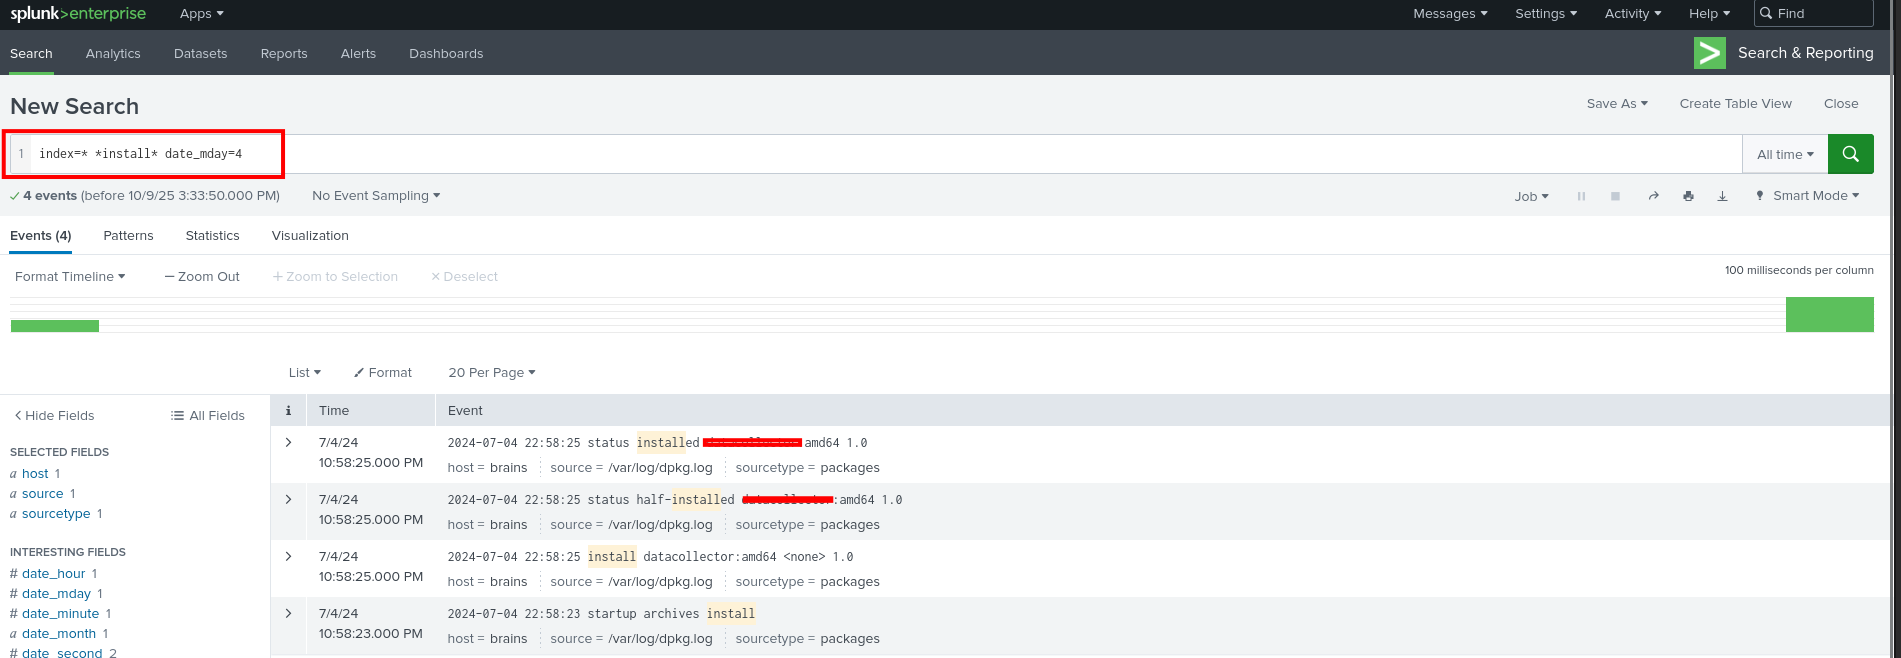 splunk>enterprise Apps Messages Settings Activity Help Find
Search Analytics Datasets Reports Alerts Dashboards Search & Reporting
New Search Save As Create Table View Close
1 index=* *install* date_mday=4 All time
4 events (before 10/9/25 3:33:50.000 PM) No Event Sampling Job Smart Mode
Events (4) Patterns Statistics Visualization
Format Timeline — Zoom Out + Zoom to Selection × Deselect 100 milliseconds per column
List Format 20 Per Page
< Hide Fields All Fields i Time Event
SELECTED FIELDS
a host 1
a source 1
a sourcetype 1
INTERESTING FIELDS
# date_hour 1
# date_mday 1
# date_minute 1
a date_month 1
# date_second 2
> 7/4/24 2024-07-04 22:58:25 status installed amd64 1.0
10:58:25.000 PM host = brains source = /var/log/dpkg.log sourcetype = packages
> 7/4/24 2024-07-04 22:58:25 status half-installed :amd64 1.0
10:58:25.000 PM host = brains source = /var/log/dpkg.log sourcetype = packages
> 7/4/24 2024-07-04 22:58:25 install datacollector:amd64 <none> 1.0
10:58:25.000 PM host = brains source = /var/log/dpkg.log sourcetype = packages
> 7/4/24 2024-07-04 22:58:23 startup archives install
10:58:23.000 PM host = brains source = /var/log/dpkg.log sourcetype = packages